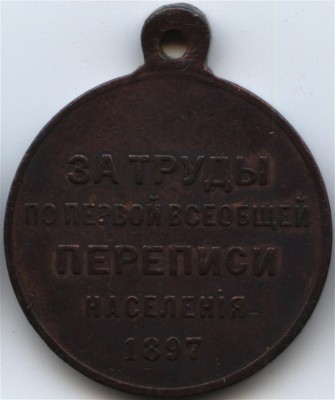 ЗА ТРУДЫ
ПО ПЕРВОЙ ВСЕОБЩЕЙ
ПЕРЕПИСИ
НАСЕЛЕНІЯ
1897